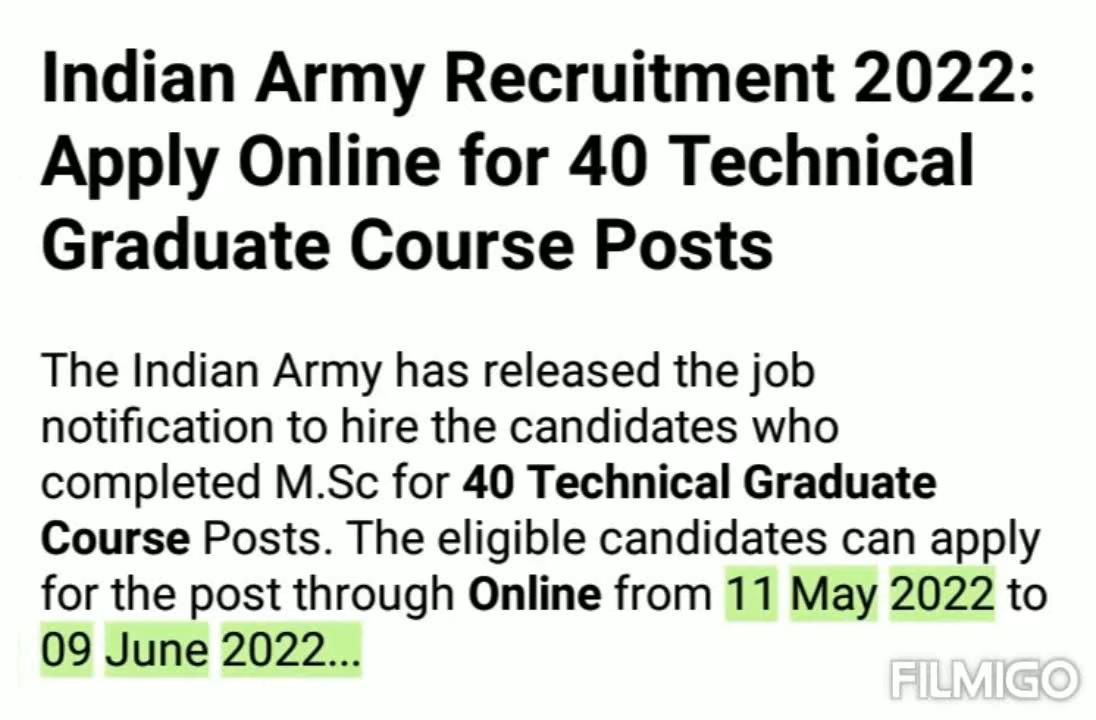 Indian Army Recruitment 2022:
Apply Online for 40 Technical
Graduate Course Posts
The Indian Army has released the job
notification to hire the candidates who
completed M.Sc for 40 Technical Graduate
Course Posts. The eligible candidates can apply
for the post through Online from 11 May 2022 to
09 June 2022...
FILMIGO